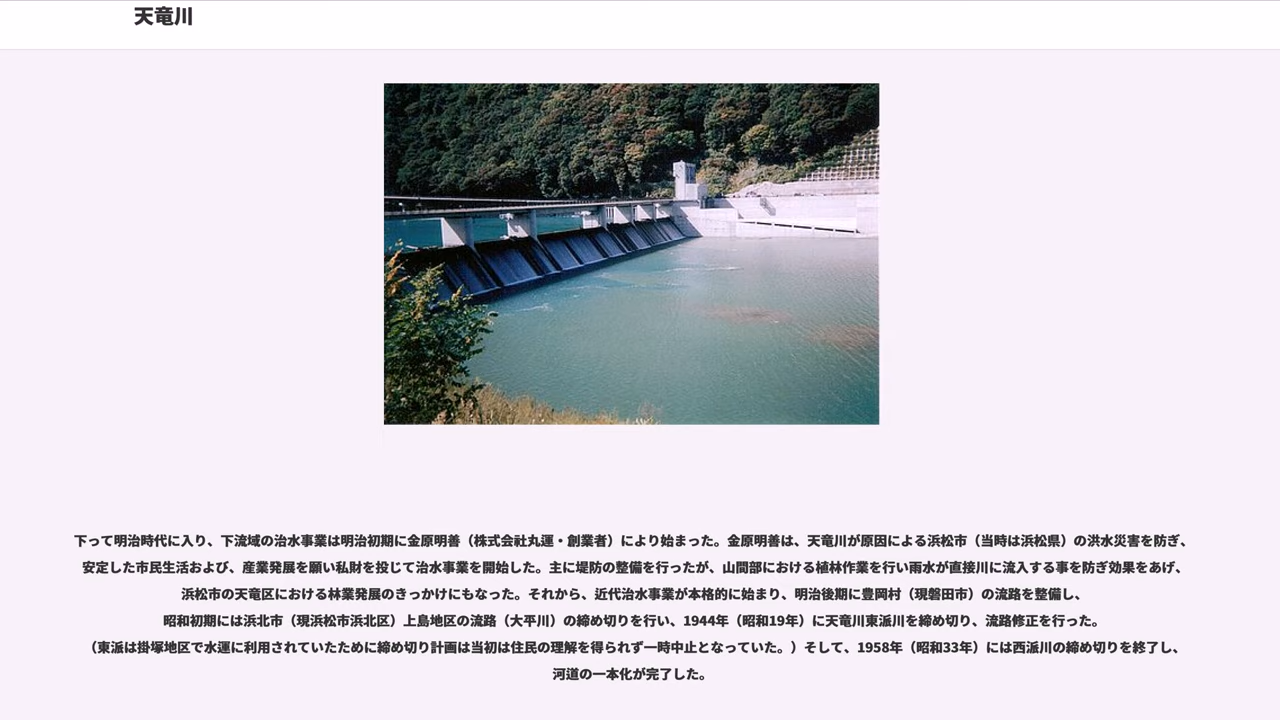 天竜川
下って明治時代に入り、下流域の治水事業は明治初期に金原明善（株式会社丸運・創業者）により始まった。金原明善は、天竜川が原因による浜松市（当時は浜松県）の洪水災害を防ぎ、
安定した市民生活および、産業発展を願い私財を投じて治水事業を開始した。主に堤防の整備を行ったが、山間部における植林作業を行い雨水が直接川に流入する事を防ぎ効果をあげ、
浜松市の天竜区における林業発展のきっかけにもなった。それから、近代治水事業が本格的に始まり、明治後期に豊岡村（現磐田市）の流路を整備し、
昭和初期には浜北市（現浜松市浜北区）上島地区の流路（大平川）の締め切りを行い、1944年（昭和19年）に天竜川東派川を締め切り、流路修正を行った。
（東派は掛塚地区で水運に利用されていたために締め切り計画は当初は住民の理解を得られず一時中止となっていた。）そして、1958年（昭和33年）には西派川の締め切りを終了し、
河道の一本化が完了した。